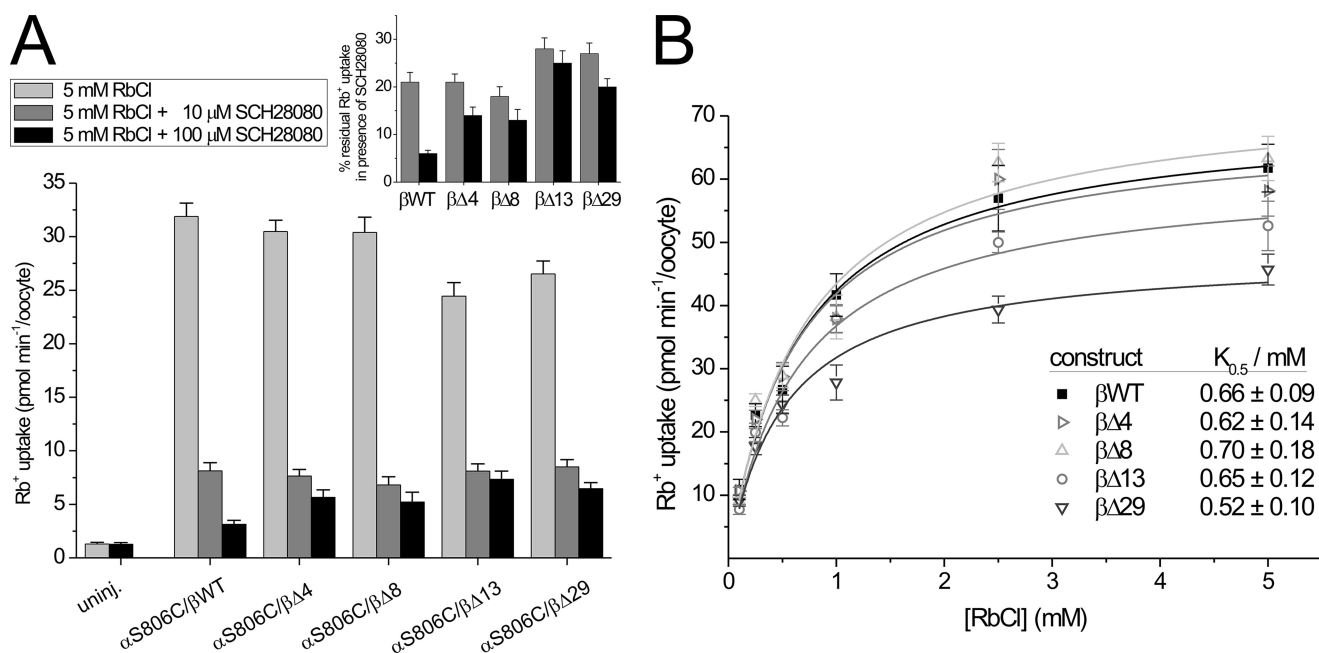 A
5 mM RbCl
5 mM RbCl + 10 μM SCH28080
5 mM RbCl + 100 μM SCH28080
% residual Rb⁺ uptake
in presence of SCH28080
30
20
10
0
βWT βΔ4 βΔ8 βΔ13 βΔ29
Rb⁺ uptake (pmol min⁻¹/oocyte)
35
30
25
20
15
10
5
0
uninj. αS806C/βWT αS806C/βΔ4 αS806C/βΔ8 αS806C/βΔ13 αS806C/βΔ29
B
Rb⁺ uptake (pmol min⁻¹/oocyte)
70
60
50
40
30
20
10
construct K₀.₅ / mM
βWT 0.66 ± 0.09
βΔ4 0.62 ± 0.14
βΔ8 0.70 ± 0.18
βΔ13 0.65 ± 0.12
βΔ29 0.52 ± 0.10
0 1 2 3 4 5
[RbCl] (mM)